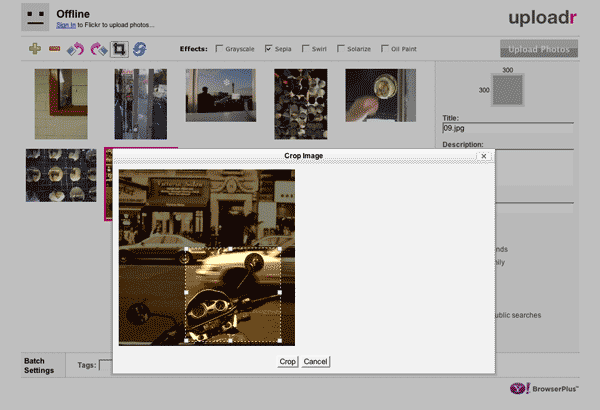 Offline
Sign In to Flickr to upload photos...
uploadr
Effects: Grayscale Sepia Swirl Solarize Oil Paint
Upload Photos
300
300
Title:
09.jpg
Description:
Crop Image
nds
mily
ublic searches
Crop Cancel
Batch
Settings
Tags:
Y! BrowserPlus™